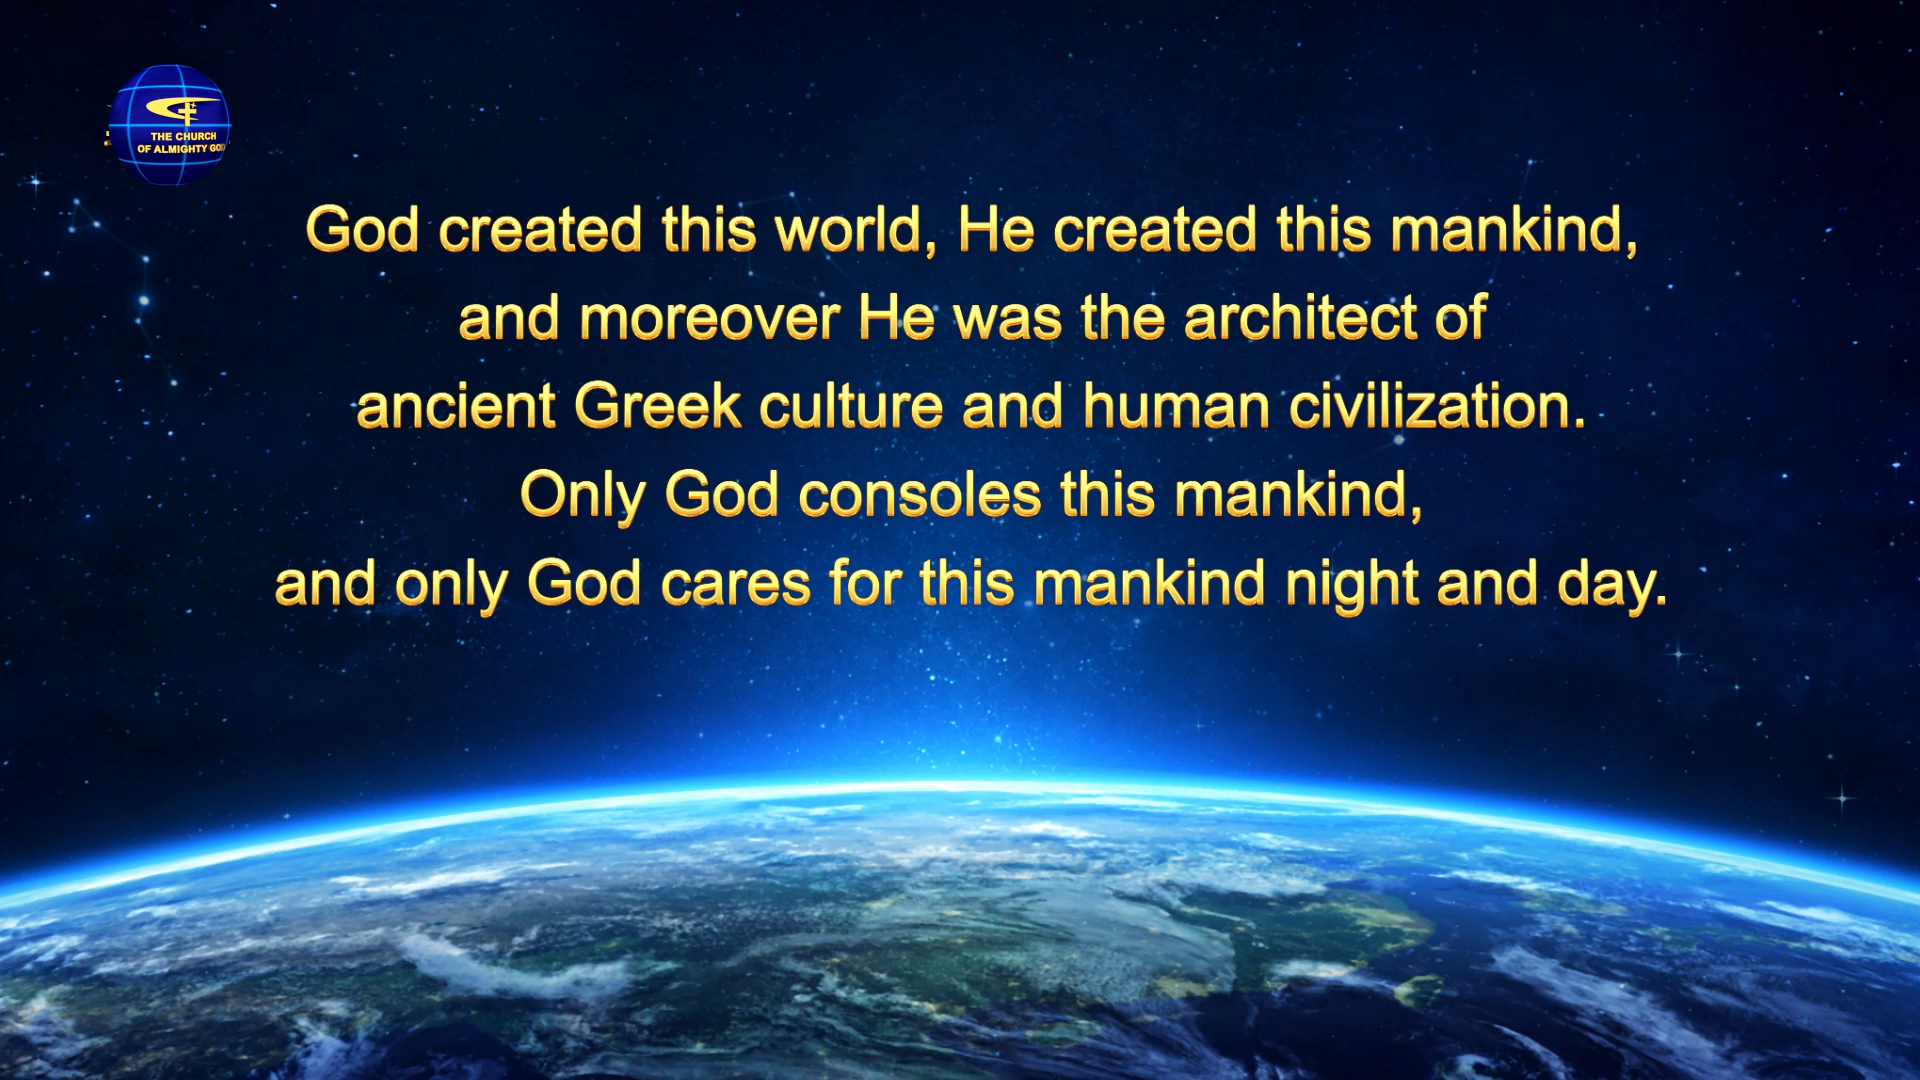 THE CHURCH
OF ALMIGHTY GOD
God created this world, He created this mankind,
and moreover He was the architect of
ancient Greek culture and human civilization.
Only God consoles this mankind,
and only God cares for this mankind night and day.